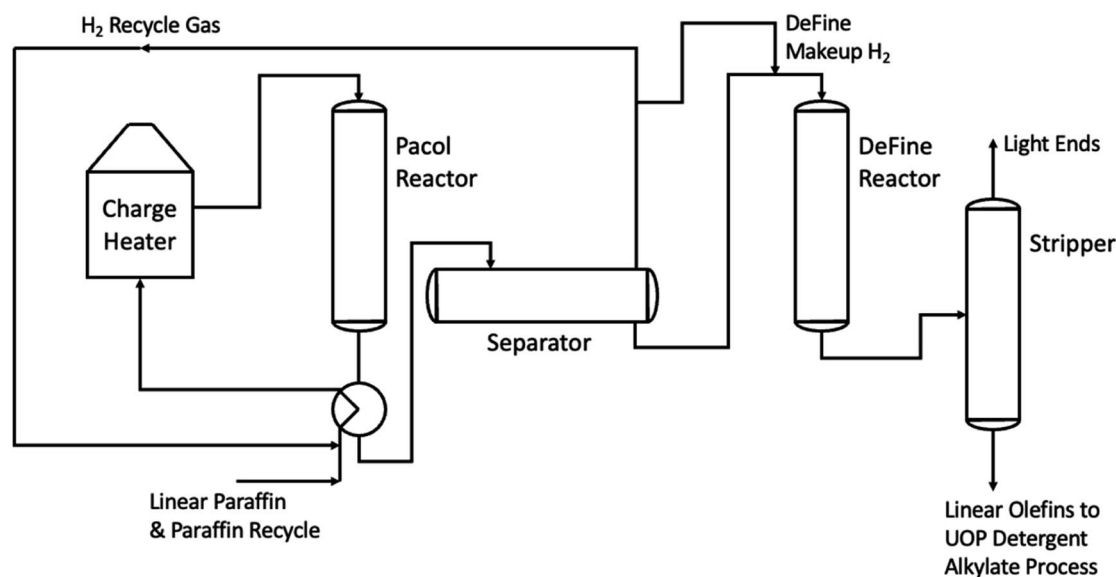 H₂ Recycle Gas
DeFine
Makeup H₂
Charge
Heater
Pacol
Reactor
DeFine
Reactor
Light Ends
Stripper
Separator
Linear Paraffin
& Paraffin Recycle
Linear Olefins to
UOP Detergent
Alkylate Process